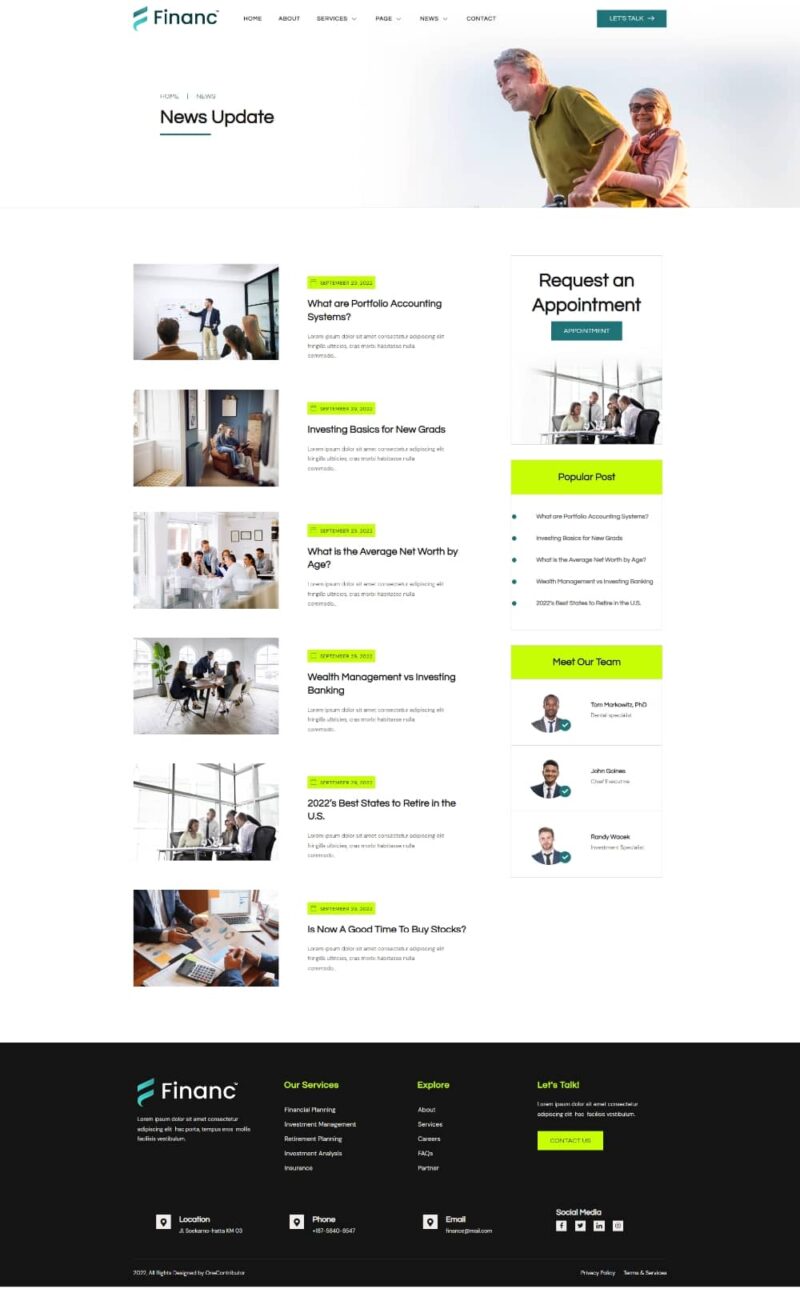 Financ™
HOME ABOUT SERVICES PAGE NEWS CONTACT
LET'S TALK →
HOME | NEWS
News Update
SEPTEMBER 23, 2022
What are Portfolio Accounting
Systems?
Lorem ipsum dolor sit amet consectetur adipiscing elit
fringilla ultricies, cras morbi habitasse nulla
commodo...
SEPTEMBER 29, 2022
Investing Basics for New Grads
Lorem ipsum dolor sit amet consectetur adipiscing elit
fringilla ultricies, cras morbi habitasse nulla
commodo...
SEPTEMBER 29, 2022
What is the Average Net Worth by
Age?
Lorem ipsum dolor sit amet consectetur adipiscing elit
fringilla ultricies, cras morbi habitasse nulla
commodo...
SEPTEMBER 29, 2022
Wealth Management vs Investing
Banking
Lorem ipsum dolor sit amet consectetur adipiscing elit
fringilla ultricies, cras morbi habitasse nulla
commodo...
SEPTEMBER 29, 2022
2022's Best States to Retire in the
U.S.
Lorem ipsum dolor sit amet consectetur adipiscing elit
fringilla ultricies, cras morbi habitasse nulla
commodo...
SEPTEMBER 29, 2022
Is Now A Good Time To Buy Stocks?
Lorem ipsum dolor sit amet consectetur adipiscing elit
fringilla ultricies, cras morbi habitasse nulla
commodo...
Request an
Appointment
APPOINTMENT
Popular Post
What are Portfolio Accounting Systems?
Investing Basics for New Grads
What is the Average Net Worth by Age?
Wealth Management vs Investing Banking
2022's Best States to Retire in the U.S.
Meet Our Team
Tom Markowitz, PhD
Dental specialist
John Goines
Chief Executive
Randy Wacek
Investment Specialist
Financ™
Lorem ipsum dolor sit amet consectetur
adipiscing elit hac porta, tempus eros mollis
facilisis vestibulum.
Our Services
Financial Planning
Investment Management
Retirement Planning
Investment Analysis
Insurance
Explore
About
Services
Careers
FAQs
Partner
Let's Talk!
Lorem ipsum dolor sit amet consectetur
adipiscing elit hac facilisis vestibulum.
CONTACT US
Location
Jl. Soekarno-hatta KM 03
Phone
+187-5840-9547
Email
finance@mail.com
Social Media
2022, All Rights Designed by OneContributor
Privacy Policy Terms & Services